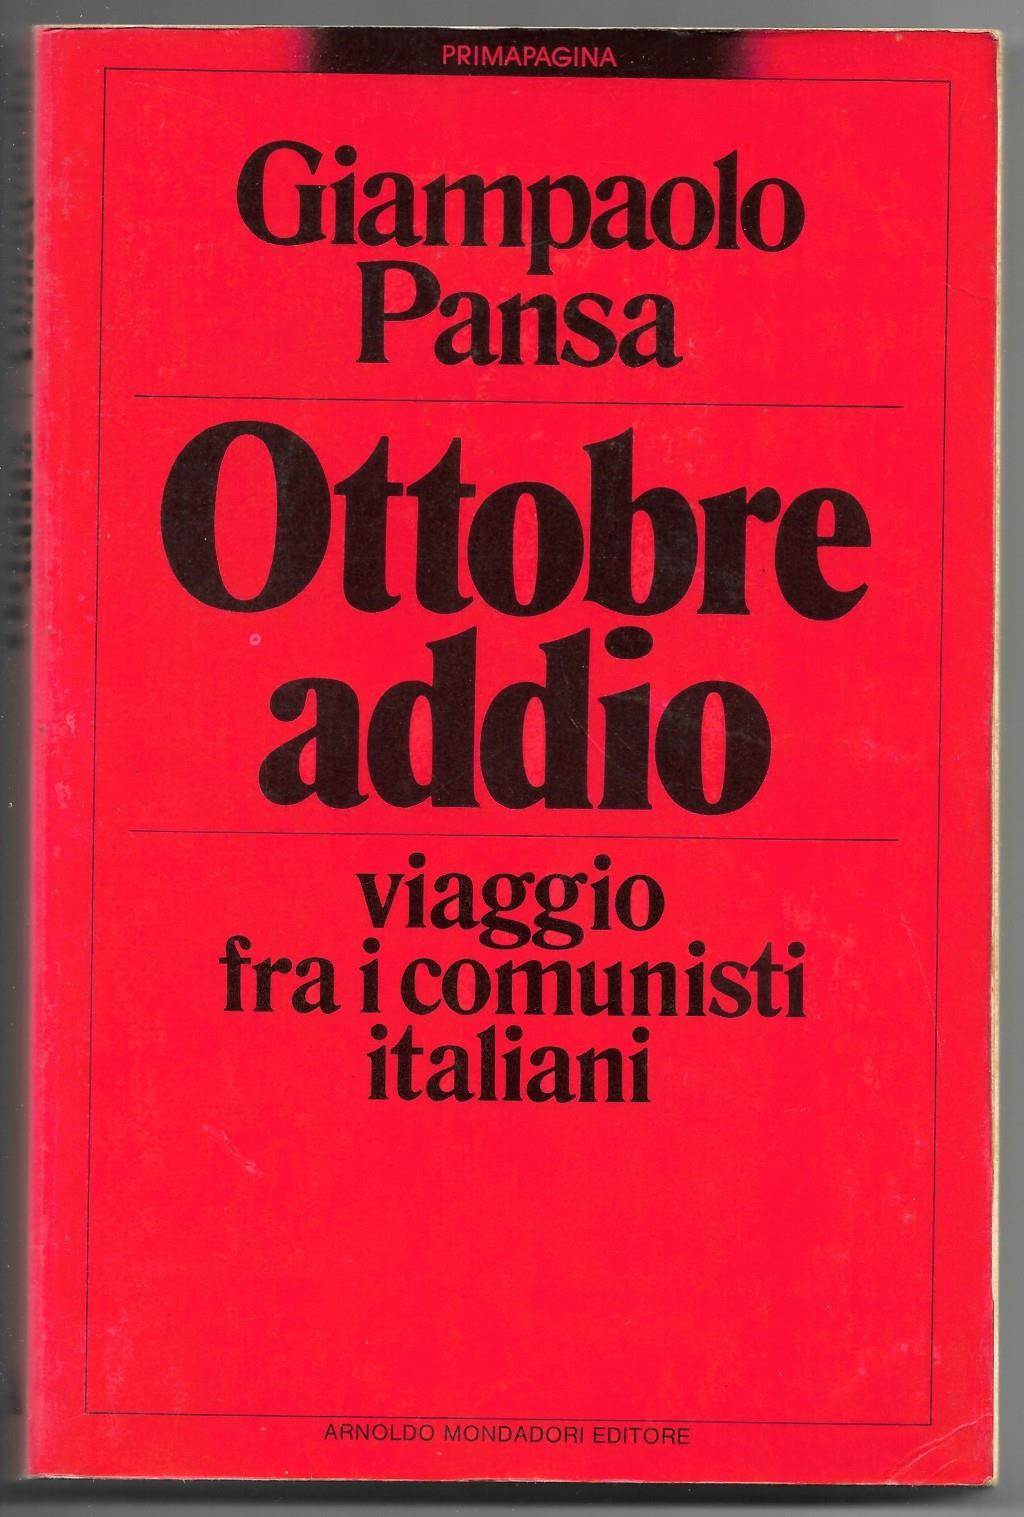 PRIMAPAGINA
Giampaolo
Pansa
Ottobre
addio
viaggio
fra i comunisti
italiani
ARNOLDO MONDADORI EDITORE